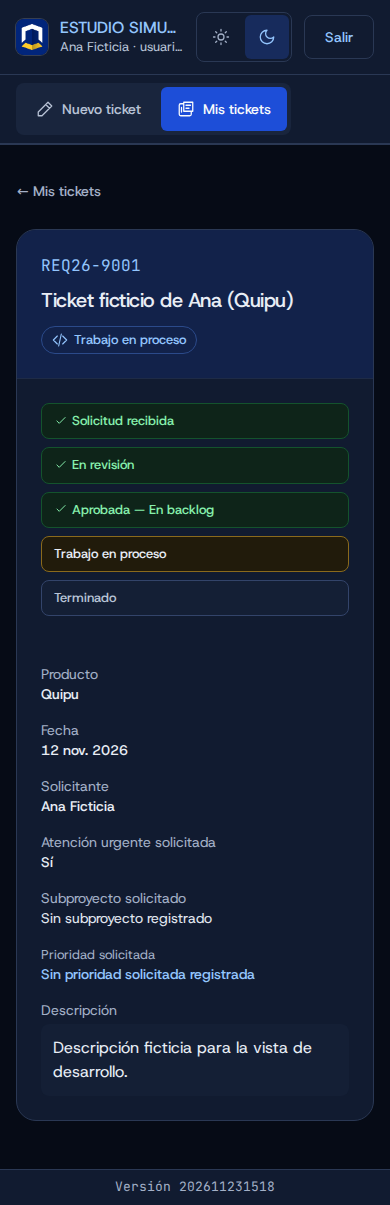 ESTUDIO SIMU...
Ana Ficticia · usuari...
Salir
Nuevo ticket
Mis tickets
← Mis tickets
REQ26-9001
Ticket ficticio de Ana (Quipu)
Trabajo en proceso
Solicitud recibida
En revisión
Aprobada — En backlog
Trabajo en proceso
Terminado
Producto
Quipu
Fecha
12 nov. 2026
Solicitante
Ana Ficticia
Atención urgente solicitada
Sí
Subproyecto solicitado
Sin subproyecto registrado
Prioridad solicitada
Sin prioridad solicitada registrada
Descripción
Descripción ficticia para la vista de
desarrollo.
Versión 202611231518